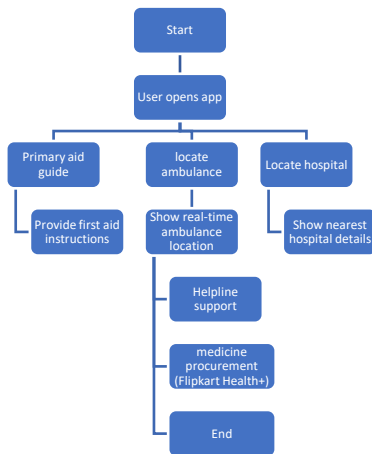 Start
User opens app
Primary aid
guide
locate
ambulance
Locate hospital
Provide first aid
instructions
Show real-time
ambulance
location
Show nearest
hospital details
Helpline
support
medicine
procurement
(Flipkart Health+)
End